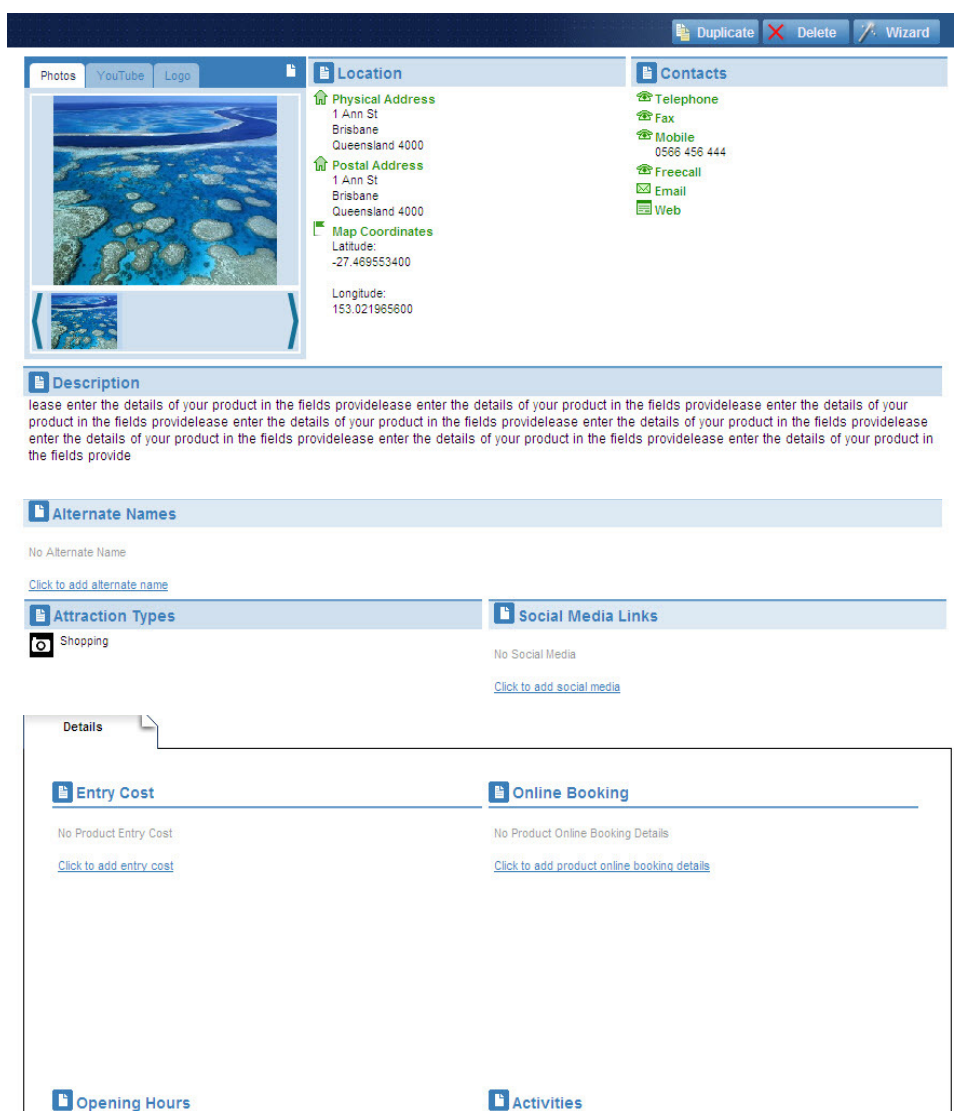 Duplicate Delete Wizard
Photos YouTube Logo
Location
Physical Address
1 Ann St
Brisbane
Queensland 4000
Postal Address
1 Ann St
Brisbane
Queensland 4000
Map Coordinates
Latitude:
-27.469553400
Longitude:
153.021965600
Contacts
Telephone
Fax
Mobile
0566 456 444
Freecall
Email
Web
Description
lease enter the details of your product in the fields providelease enter the details of your product in the fields providelease enter the details of your
product in the fields providelease enter the details of your product in the fields providelease enter the details of your product in the fields providelease
enter the details of your product in the fields providelease enter the details of your product in the fields providelease enter the details of your product in
the fields provide
Alternate Names
No Alternate Name
Click to add alternate name
Attraction Types
Shopping
Social Media Links
No Social Media
Click to add social media
Details
Entry Cost
No Product Entry Cost
Click to add entry cost
Online Booking
No Product Online Booking Details
Click to add product online booking details
Opening Hours
Activities